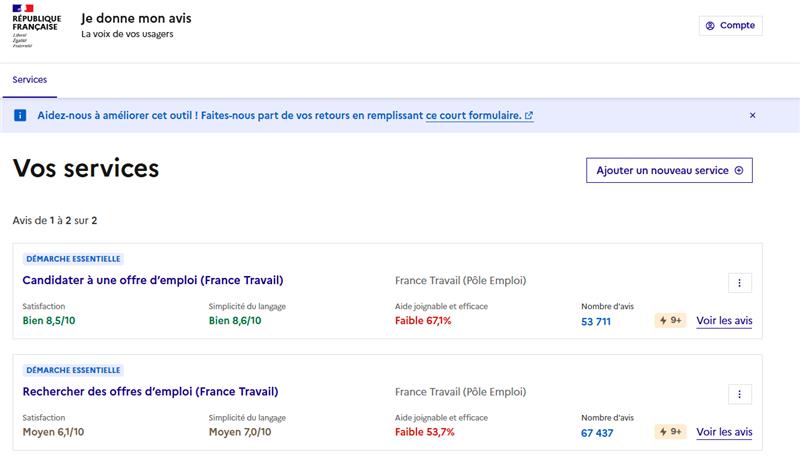 RÉPUBLIQUE
FRANÇAISE
Liberté
Égalité
Fraternité
Je donne mon avis
La voix de vos usagers
Compte
Services
Aidez-nous à améliorer cet outil ! Faites-nous part de vos retours en remplissant ce court formulaire.
Vos services
Ajouter un nouveau service
Avis de 1 à 2 sur 2
DÉMARCHE ESSENTIELLE
Candidater à une offre d'emploi (France Travail)
France Travail (Pôle Emploi)
Satisfaction
Bien 8,5/10
Simplicité du langage
Bien 8,6/10
Aide joignable et efficace
Faible 67,1%
Nombre d'avis
53 711
9+
Voir les avis
DÉMARCHE ESSENTIELLE
Rechercher des offres d'emploi (France Travail)
France Travail (Pôle Emploi)
Satisfaction
Moyen 6,1/10
Simplicité du langage
Moyen 7,0/10
Aide joignable et efficace
Faible 53,7%
Nombre d'avis
67 437
9+
Voir les avis